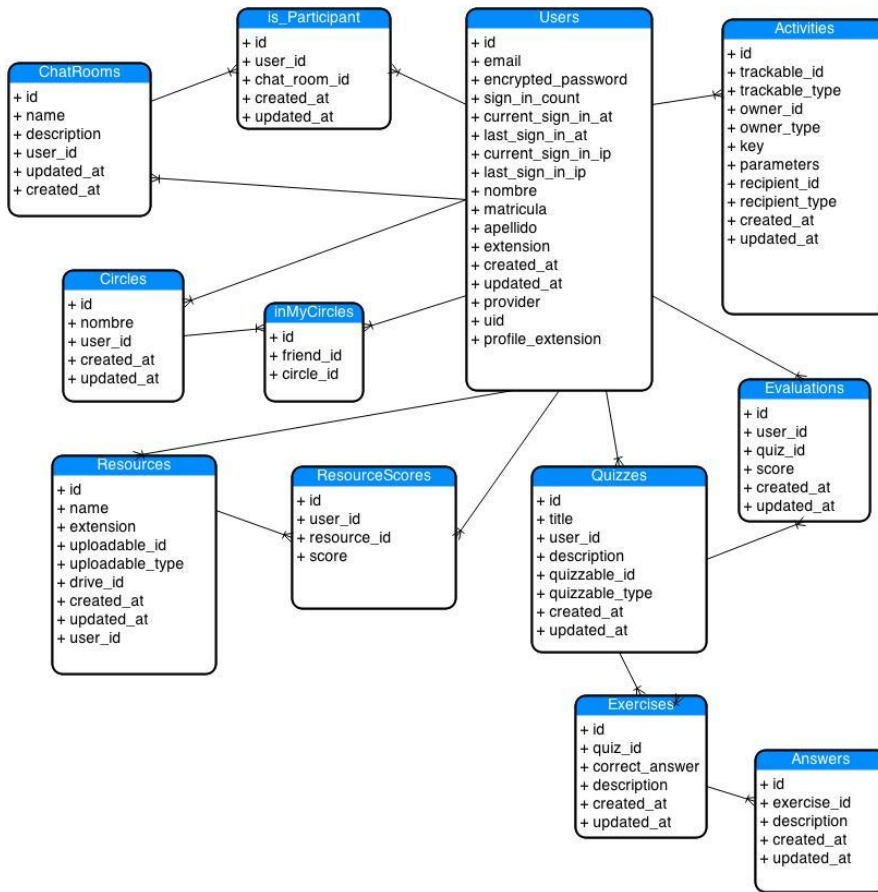 is_Participant
+ id
+ user_id
+ chat_room_id
+ created_at
+ updated_at
Users
+ id
+ email
+ encrypted_password
+ sign_in_count
+ current_sign_in_at
+ last_sign_in_at
+ current_sign_in_ip
+ last_sign_in_ip
+ nombre
+ matricula
+ apellido
+ extension
+ created_at
+ updated_at
+ provider
+ uid
+ profile_extension
Activities
+ id
+ trackable_id
+ trackable_type
+ owner_id
+ owner_type
+ key
+ parameters
+ recipient_id
+ recipient_type
+ created_at
+ updated_at
ChatRooms
+ id
+ name
+ description
+ user_id
+ updated_at
+ created_at
Circles
+ id
+ nombre
+ user_id
+ created_at
+ updated_at
inMyCircles
+ id
+ friend_id
+ circle_id
Evaluations
+ id
+ user_id
+ quiz_id
+ score
+ created_at
+ updated_at
Resources
+ id
+ name
+ extension
+ uploadable_id
+ uploadable_type
+ drive_id
+ created_at
+ updated_at
+ user_id
ResourceScores
+ id
+ user_id
+ resource_id
+ score
Quizzes
+ id
+ title
+ user_id
+ description
+ quizzable_id
+ quizzable_type
+ created_at
+ updated_at
Exercises
+ id
+ quiz_id
+ correct_answer
+ description
+ created_at
+ updated_at
Answers
+ id
+ exercise_id
+ description
+ created_at
+ updated_at